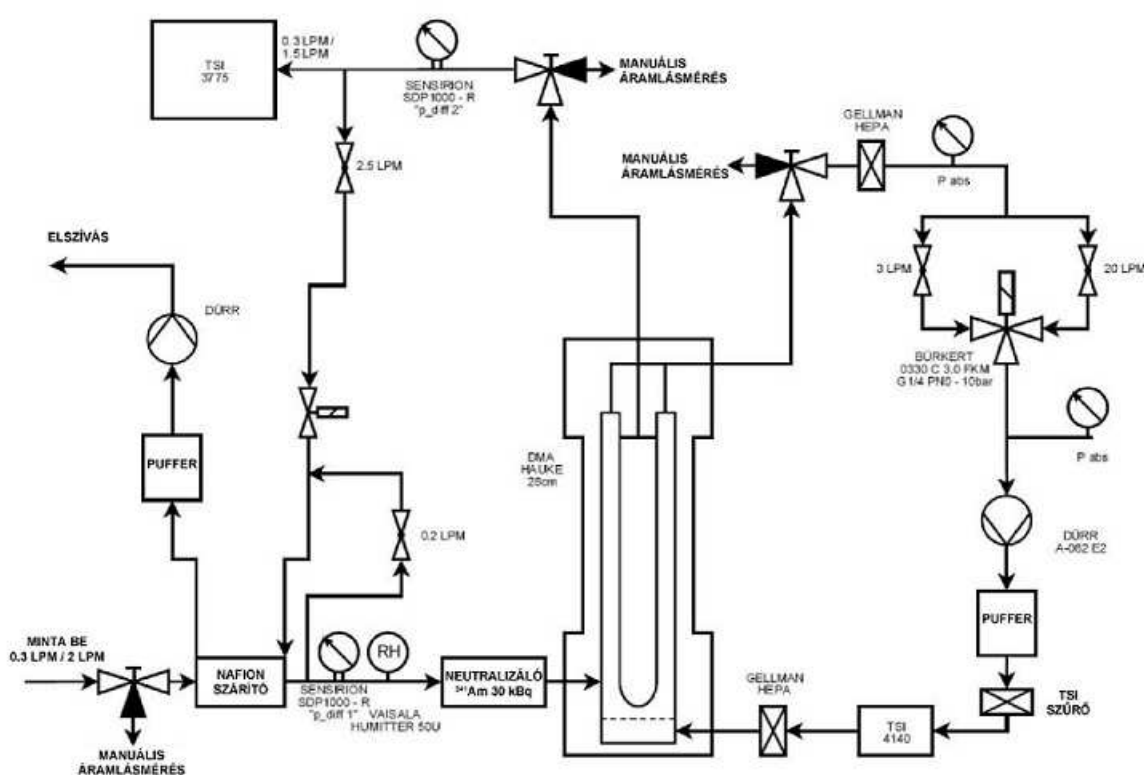 TSI
3775
0.3 LPM /
1.5 LPM
SENSIRION
SDP1000 - R
"p_diff 2"
MANUÁLIS
ÁRAMLÁSMÉRÉS
GELLMAN
HEPA
MANUÁLIS
ÁRAMLÁSMÉRÉS
P abs
2.5 LPM
ELSZÍVÁS
3 LPM
20 LPM
DÜRR
BÜRKERT
0330 C 3,0 FKM
G 1/4 PN0 - 10bar
PUFFER
DMA
HAUKE
28cm
P abs
0.2 LPM
DÜRR
A-062 E2
PUFFER
MINTA BE
0.3 LPM / 2 LPM
NAFION
SZÁRÍTÓ
RH
NEUTRALIZÁLÓ
²⁴¹Am 30 kBq
SENSIRION
SDP1000 - R
"p_diff 1"
VAISALA
HUMITTER 50U
GELLMAN
HEPA
TSI
4140
TSI
SZŰRŐ
MANUÁLIS
ÁRAMLÁSMÉRÉS